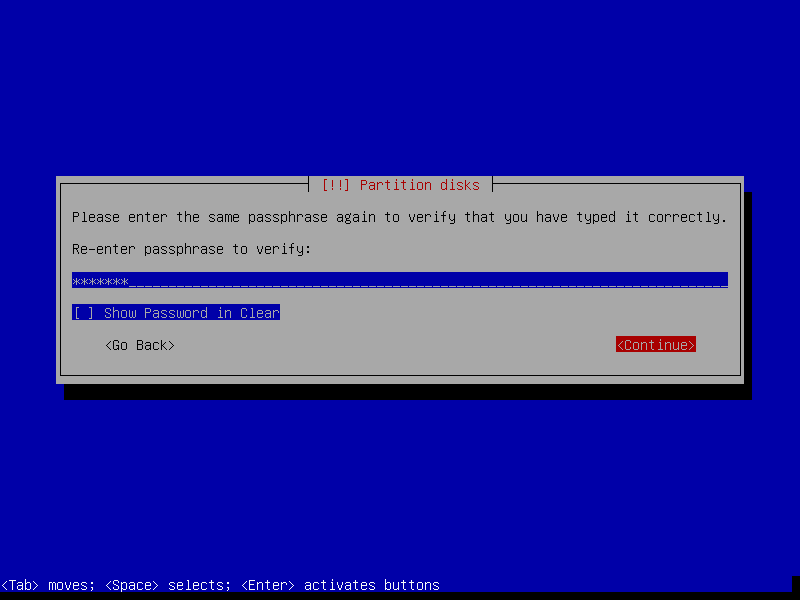 [!!] Partition disks
Please enter the same passphrase again to verify that you have typed it correctly.
Re-enter passphrase to verify:
*******_________________________________________________________________________
[ ] Show Password in Clear
<Go Back> <Continue>
<Tab> moves; <Space> selects; <Enter> activates buttons